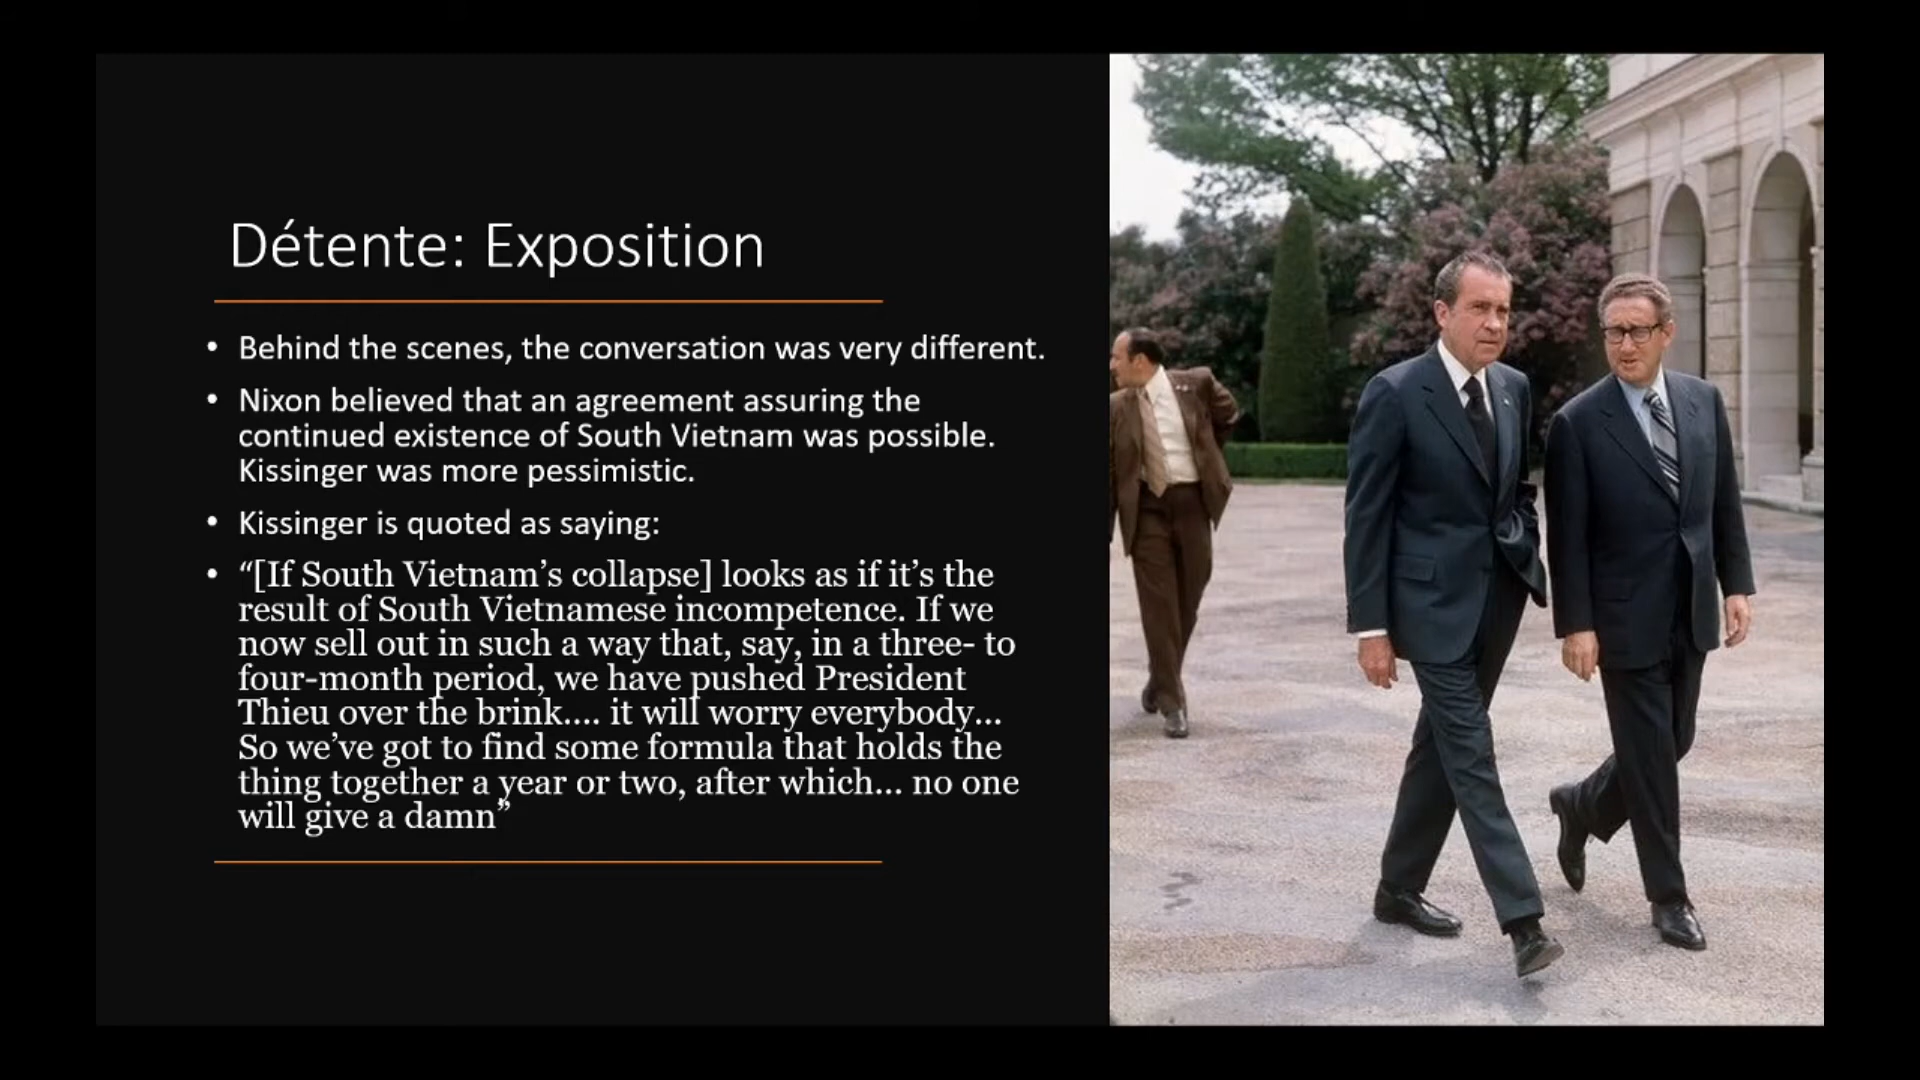 Détente: Exposition
• Behind the scenes, the conversation was very different.
• Nixon believed that an agreement assuring the
continued existence of South Vietnam was possible.
Kissinger was more pessimistic.
• Kissinger is quoted as saying:
• “[If South Vietnam’s collapse] looks as if it’s the
result of South Vietnamese incompetence. If we
now sell out in such a way that, say, in a three- to
four-month period, we have pushed President
Thieu over the brink.... it will worry everybody...
So we’ve got to find some formula that holds the
thing together a year or two, after which... no one
will give a damn”